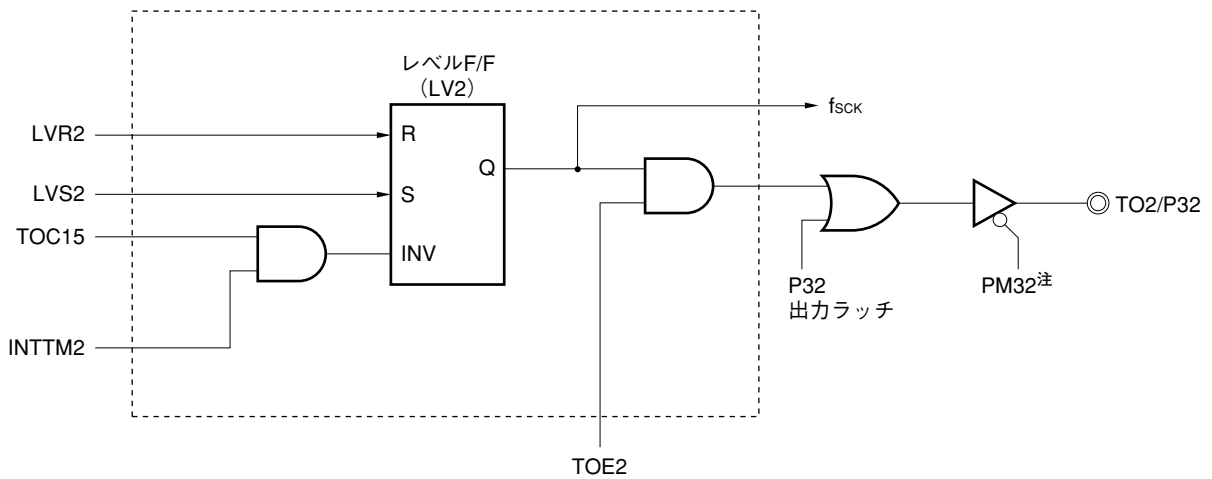 レベルF/F
（LV2）
fSCK
LVR2
R
Q
LVS2
S
TO2/P32
TOC15
INV
P32
出力ラッチ
PM32注
INTTM2
TOE2